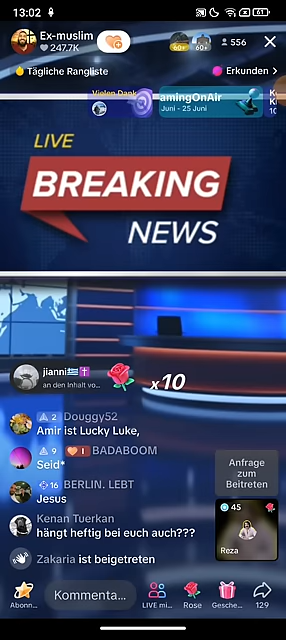 13:02
61
Ex-muslim
247.7K
60+
60+
556
Tägliche Rangliste
Erkunden >
Vielen Dank
amingOnAir
Juni - 25 Juni
LIVE
BREAKING
NEWS
jianni🇬🇷✝️
an den Inhalt vo...
x10
2 Douggy52
Amir ist Lucky Luke,
9 1 BADABOOM
Seid*
16 BERLIN. LEBT
Jesus
Kenan Tuerkan
hängt heftig bei euch auch???
Zakaria ist beigetreten
Anfrage
zum
Beitreten
45
Reza
Kommenta...
Abonn...
LIVE mi...
Rose
Gesche...
129